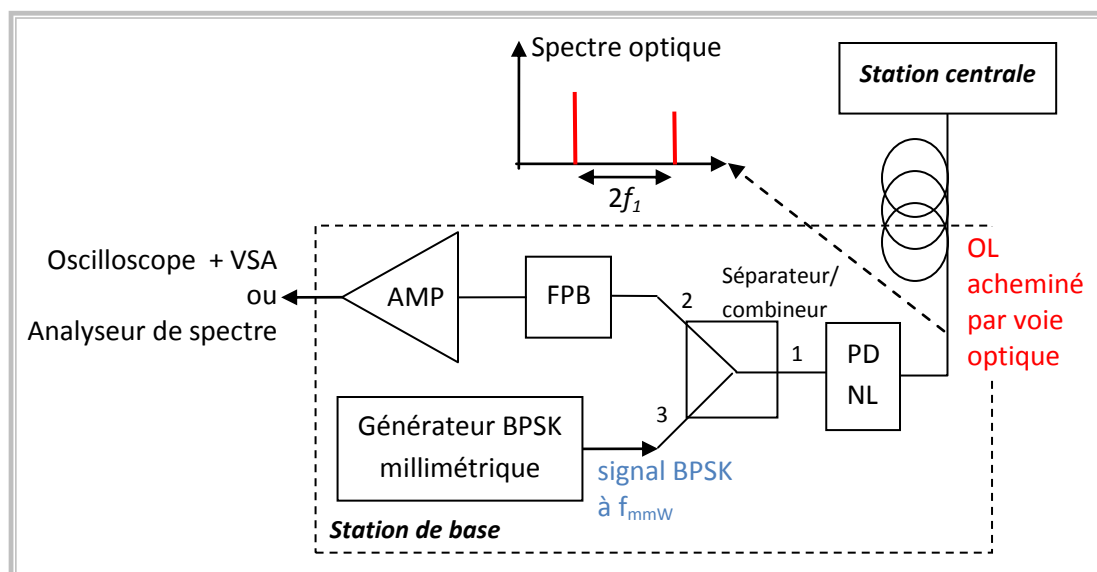 Spectre optique
Station centrale
2f₁
Oscilloscope + VSA
ou
Analyseur de spectre
AMP
FPB
Séparateur/
combineur
2
1
3
PD
NL
OL
acheminé
par voie
optique
Générateur BPSK
millimétrique
signal BPSK
à fmmW
Station de base